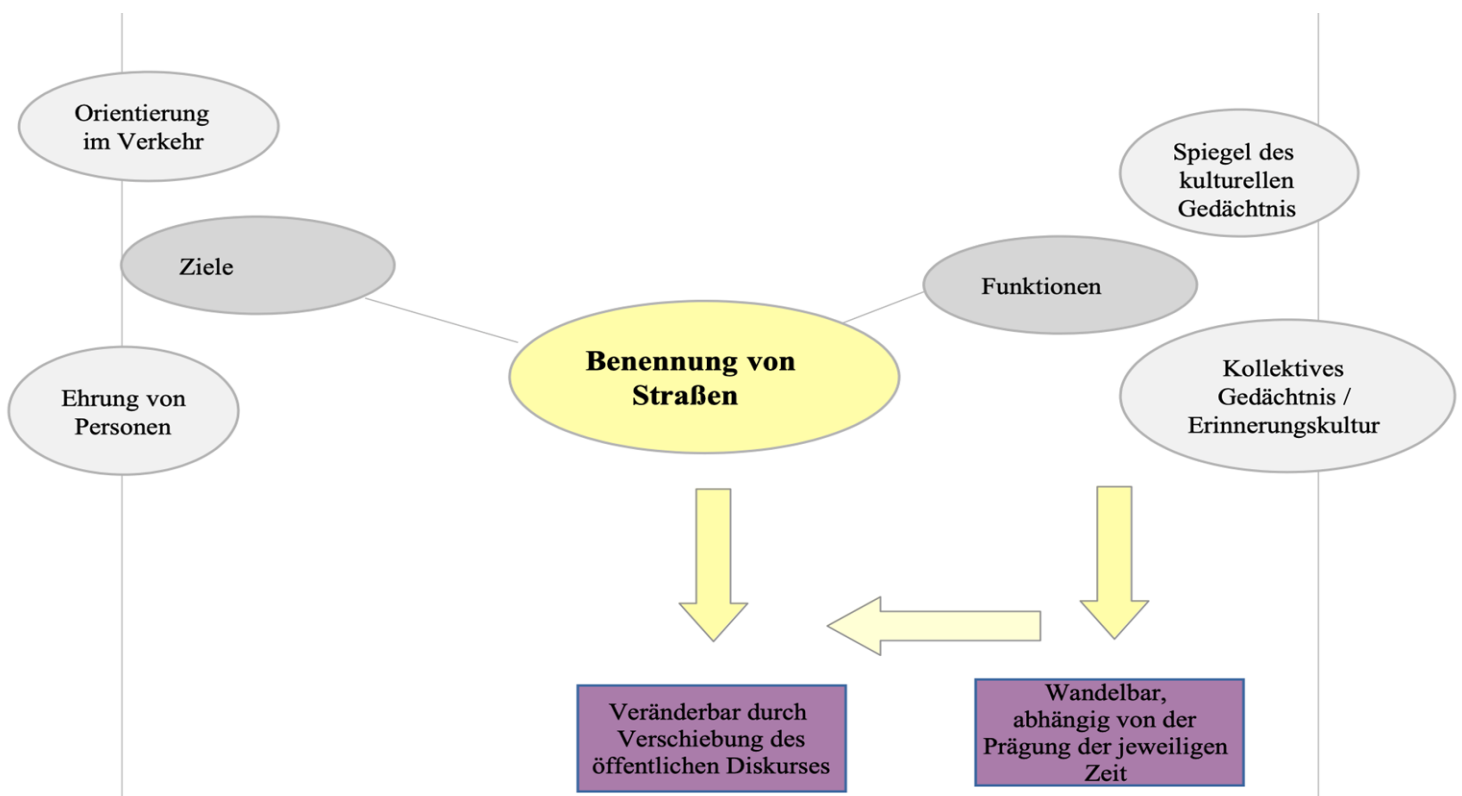 Orientierung
im Verkehr
Spiegel des
kulturellen
Gedächtnis
Ziele
Funktionen
Benennung von
Straßen
Ehrung von
Personen
Kollektives
Gedächtnis /
Erinnerungskultur
Veränderbar durch
Verschiebung des
öffentlichen Diskurses
Wandelbar,
abhängig von der
Prägung der jeweiligen
Zeit